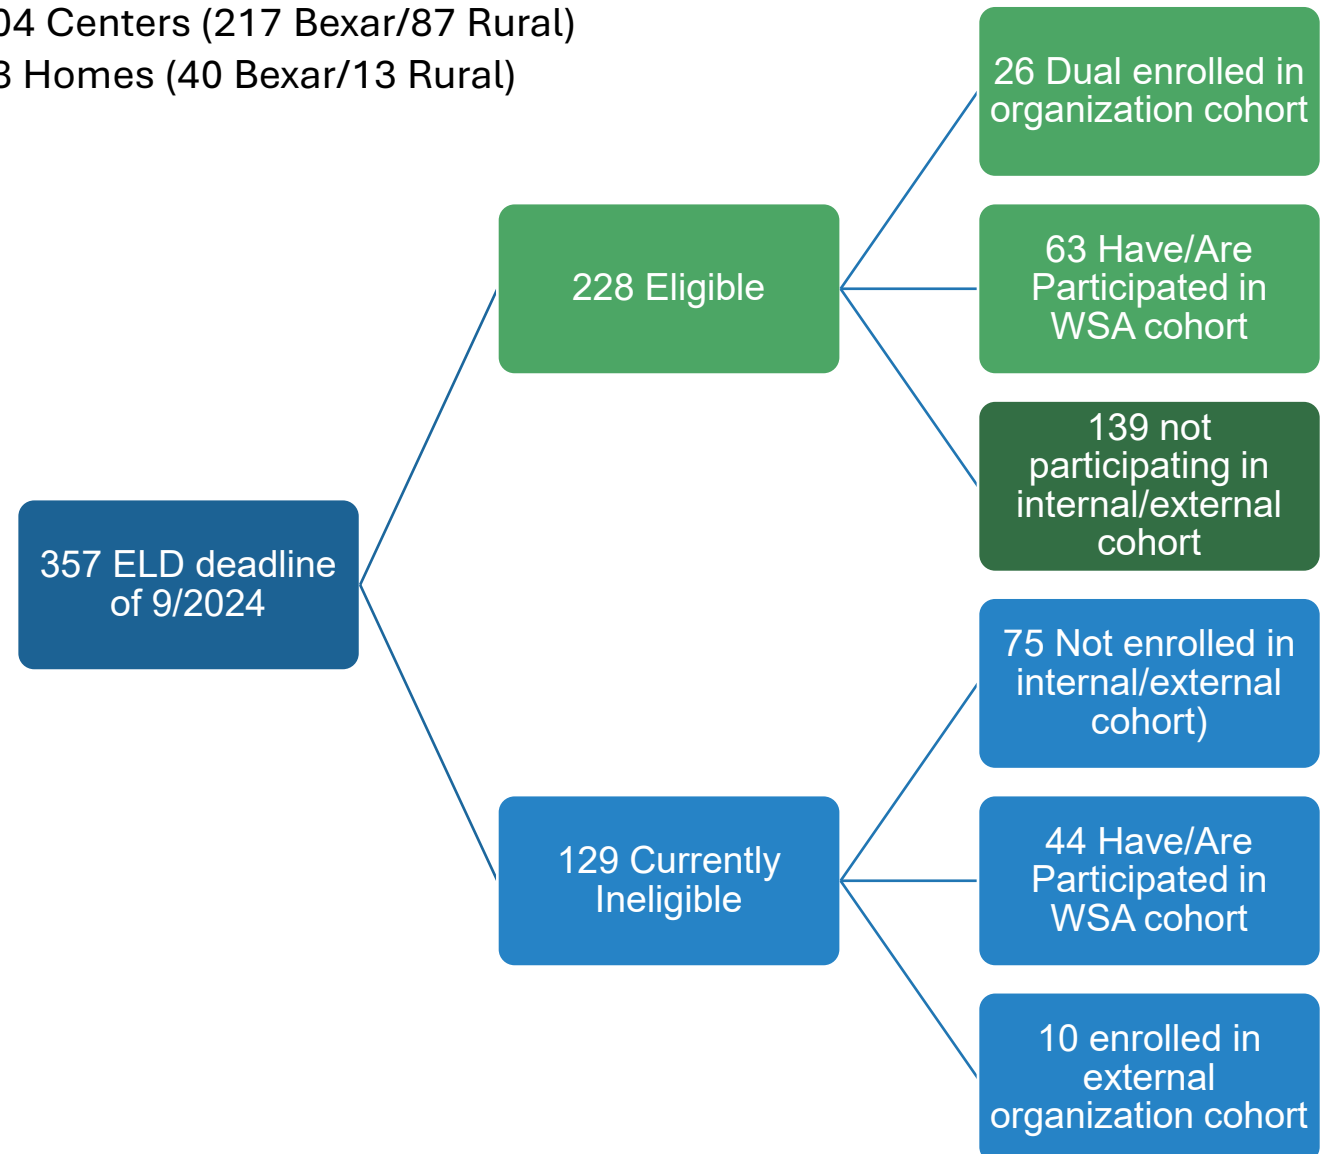 04 Centers (217 Bexar/87 Rural)
3 Homes (40 Bexar/13 Rural)
26 Dual enrolled in
organization cohort
228 Eligible
63 Have/Are
Participated in
WSA cohort
139 not
participating in
internal/external
cohort
357 ELD deadline
of 9/2024
75 Not enrolled in
internal/external
cohort)
129 Currently
Ineligible
44 Have/Are
Participated in
WSA cohort
10 enrolled in
external
organization cohort